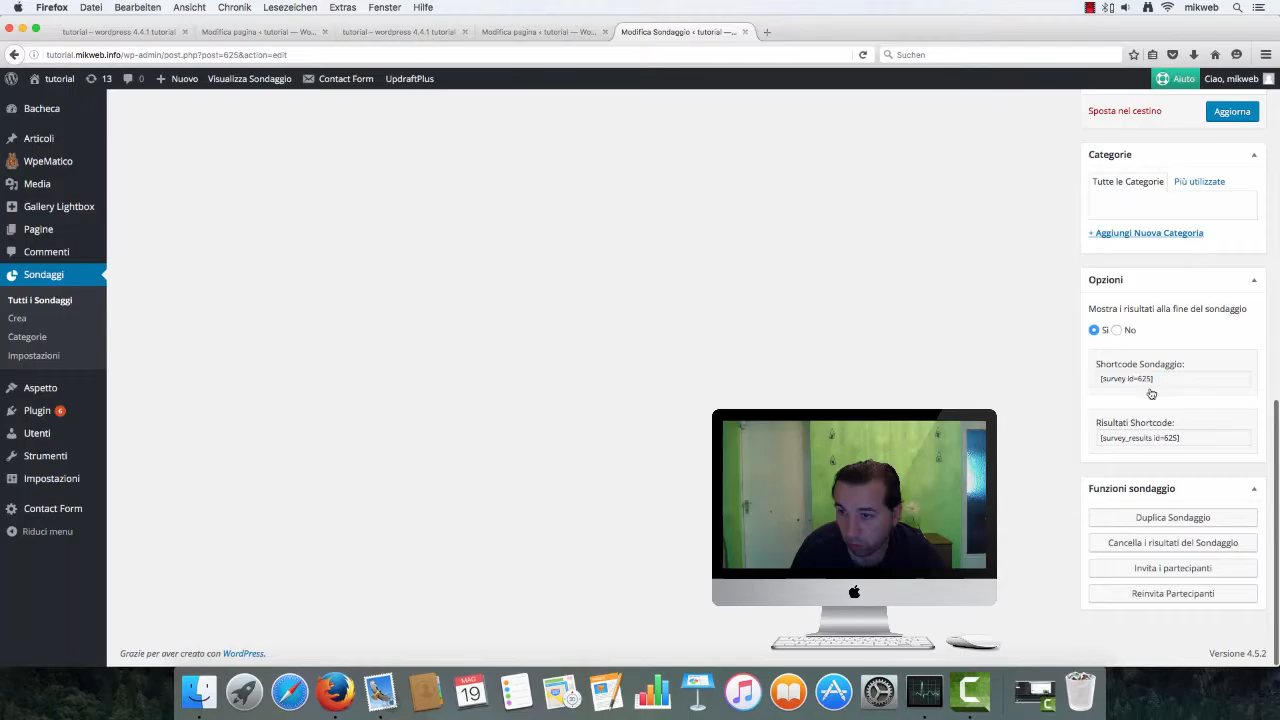 Firefox Datei Bearbeiten Ansicht Chronik Lesezeichen Extras Fenster Hilfe mikweb
tutorial – wordpress 4.4.1 tutorial × Modifica pagina ‹ tutorial — Wo... × tutorial – wordpress 4.4.1 tutorial × Modifica pagina ‹ tutorial — Wo... × Modifica Sondaggio ‹ tutorial —... × +
tutorial.mikweb.info/wp-admin/post.php?post=625&action=edit Suchen
tutorial 13 0 + Nuovo Visualizza Sondaggio Contact Form UpdraftPlus Aiuto Ciao, mikweb
Bacheca
Articoli
WpeMatico
Media
Gallery Lightbox
Pagine
Commenti
Sondaggi
Tutti i Sondaggi
Crea
Categorie
Impostazioni
Aspetto
Plugin 6
Utenti
Strumenti
Impostazioni
Contact Form
Riduci menu
Sposta nel cestino Aggiorna
Categorie
Tutte le Categorie Più utilizzate
+ Aggiungi Nuova Categoria
Opzioni
Mostra i risultati alla fine del sondaggio
Sì No
Shortcode Sondaggio:
[survey id=625]
Risultati Shortcode:
[survey_results id=625]
Funzioni sondaggio
Duplica Sondaggio
Cancella i risultati del Sondaggio
Invita i partecipanti
Reinvita Partecipanti
Grazie per aver creato con WordPress. Versione 4.5.2
MAG
19